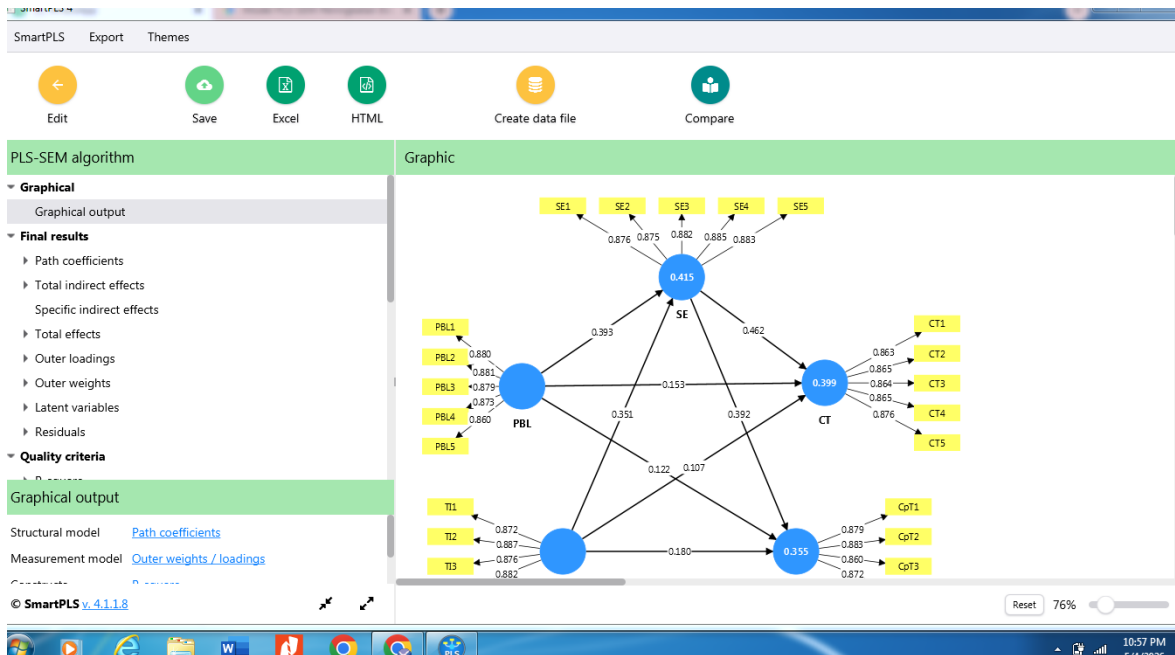 SmartPLS 4
SmartPLS Export Themes
Edit Save Excel HTML Create data file Compare
PLS-SEM algorithm
Graphical
Graphical output
Final results
Path coefficients
Total indirect effects
Specific indirect effects
Total effects
Outer loadings
Outer weights
Latent variables
Residuals
Quality criteria
Graphical output
Structural model Path coefficients
Measurement model Outer weights / loadings
© SmartPLS v. 4.1.1.8
Graphic
SE1 SE2 SE3 SE4 SE5
0.876 0.875 0.882 0.885 0.883
0.415
SE
0.393 0.462
PBL1
PBL2 0.880
0.881
PBL3 0.879
0.873
PBL4 0.860
PBL5
PBL
0.153
0.399
CT
0.863 CT1
0.865 CT2
0.864 CT3
0.865 CT4
0.876 CT5
0.351 0.392
0.122 0.107
TI1
0.872
TI2 0.887
TI3 0.876
0.882
0.180
0.355
CpT1
0.879
0.883 CpT2
0.860 CpT3
0.872
Reset 76%
W
PLS
10:57 PM